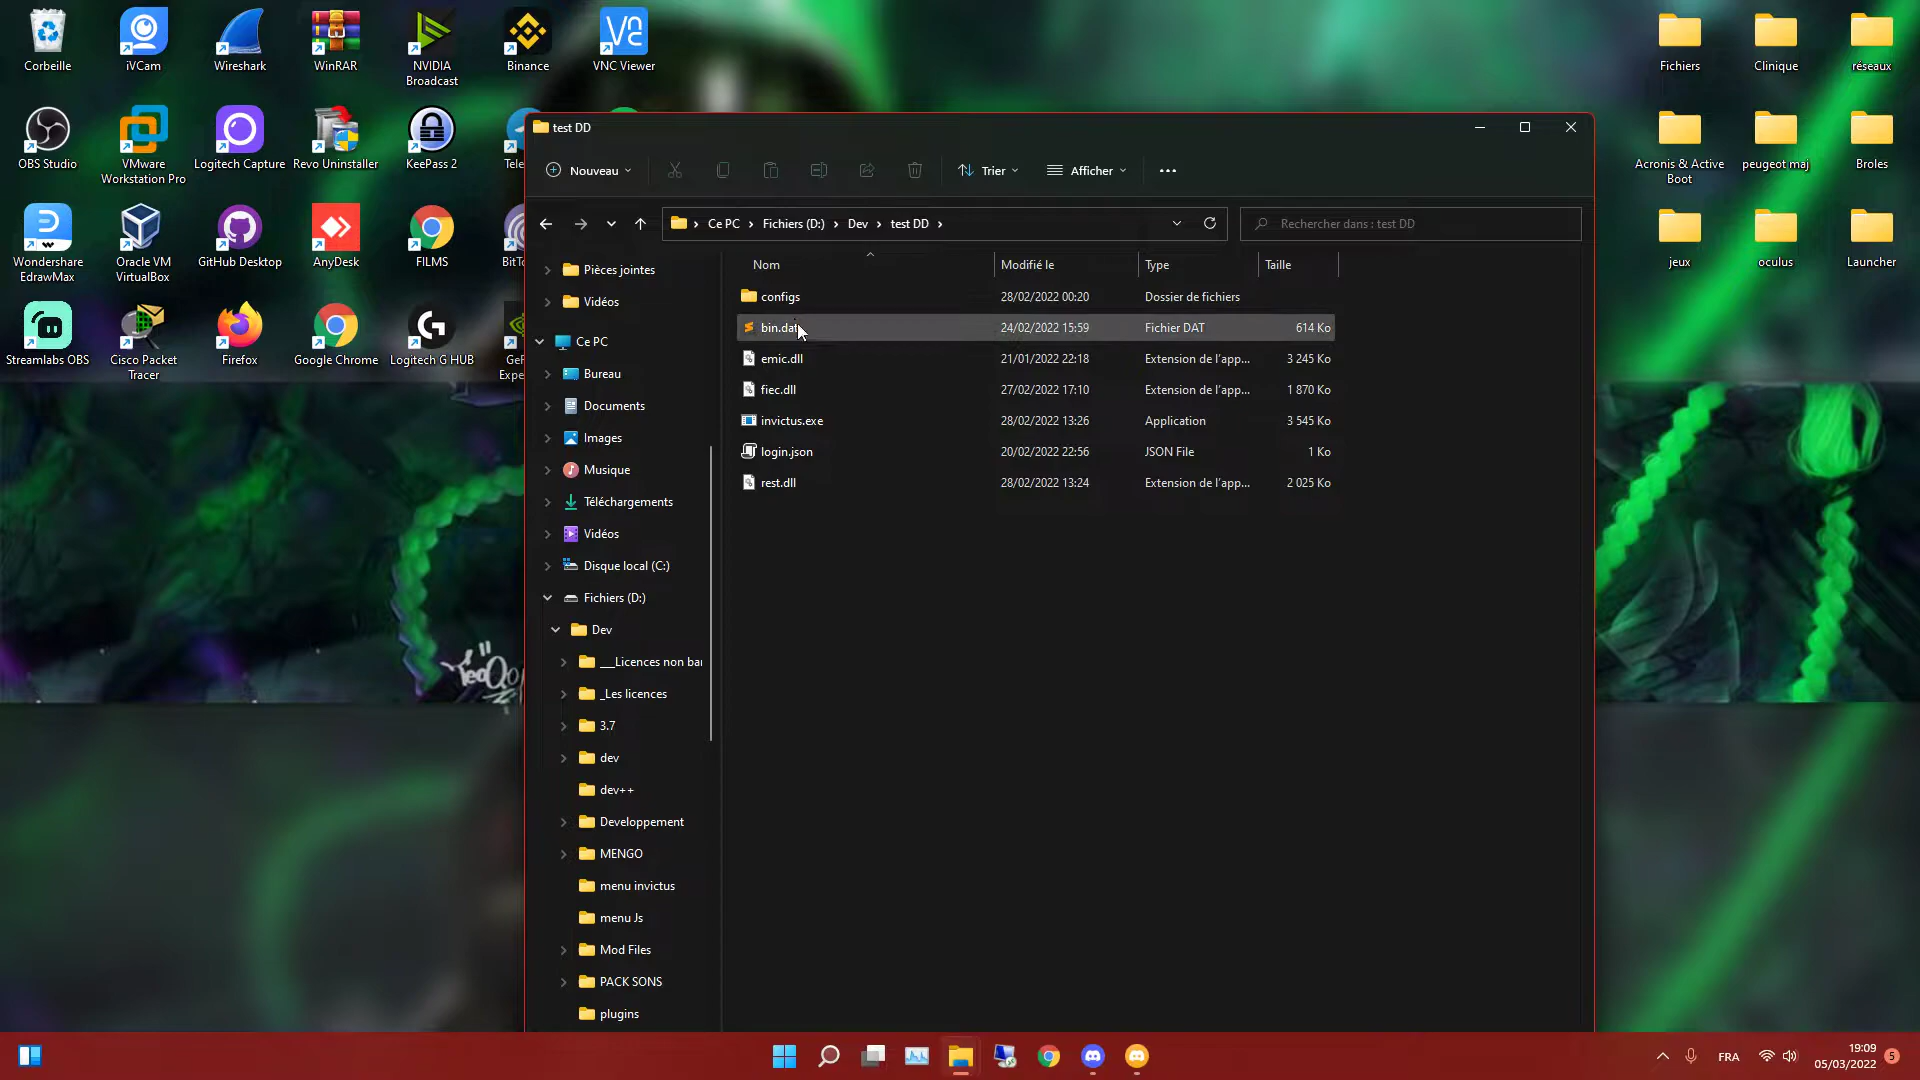 Corbeille
iVCam
Wireshark
WinRAR
NVIDIA
Broadcast
Binance
VNC Viewer
Fichiers
Clinique
réseaux
OBS Studio
VMware
Workstation Pro
Logitech Capture
Revo Uninstaller
KeePass 2
Acronis & Active
Boot
peugeot maj
Broles
Wondershare
EdrawMax
Oracle VM
VirtualBox
GitHub Desktop
AnyDesk
FILMS
jeux
oculus
Launcher
Streamlabs OBS
Cisco Packet
Tracer
Firefox
Google Chrome
Logitech G HUB
test DD
Nouveau
Trier
Afficher
Ce PC
Fichiers (D:)
Dev
test DD
Rechercher dans : test DD
Nom
Modifié le
Type
Taille
configs 28/02/2022 00:20 Dossier de fichiers
bin.dat 24/02/2022 15:59 Fichier DAT 614 Ko
emic.dll 21/01/2022 22:18 Extension de l'app... 3 245 Ko
fiec.dll 27/02/2022 17:10 Extension de l'app... 1 870 Ko
invictus.exe 28/02/2022 13:26 Application 3 545 Ko
login.json 20/02/2022 22:56 JSON File 1 Ko
rest.dll 28/02/2022 13:24 Extension de l'app... 2 025 Ko
Pièces jointes
Vidéos
Ce PC
Bureau
Documents
Images
Musique
Téléchargements
Vidéos
Disque local (C:)
Fichiers (D:)
Dev
___Licences non
_Les licences
3.7
dev
dev++
Developpement
MENGO
menu invictus
menu Js
Mod Files
PACK SONS
plugins
FRA
19:09
05/03/2022
5